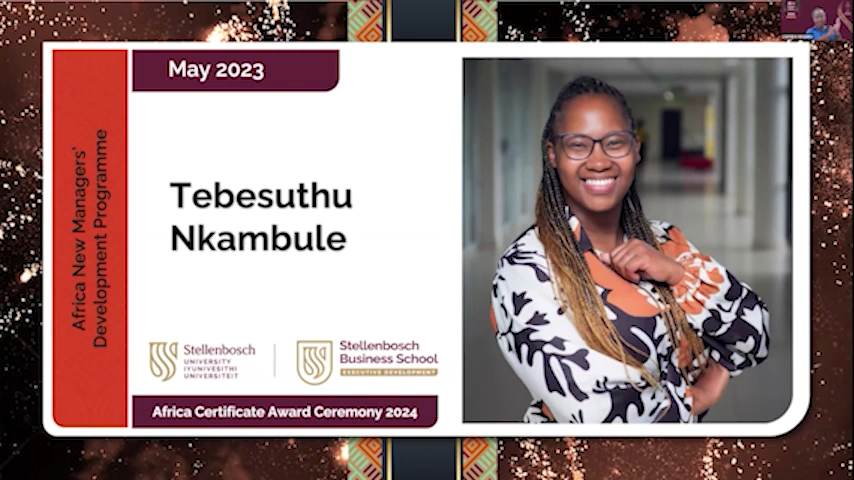 May 2023
Africa New Managers'
Development Programme
Tebesuthu
Nkambule
Stellenbosch
UNIVERSITY
IYUNIVESITHI
UNIVERSITEIT
Stellenbosch
Business School
EXECUTIVE DEVELOPMENT
Africa Certificate Award Ceremony 2024